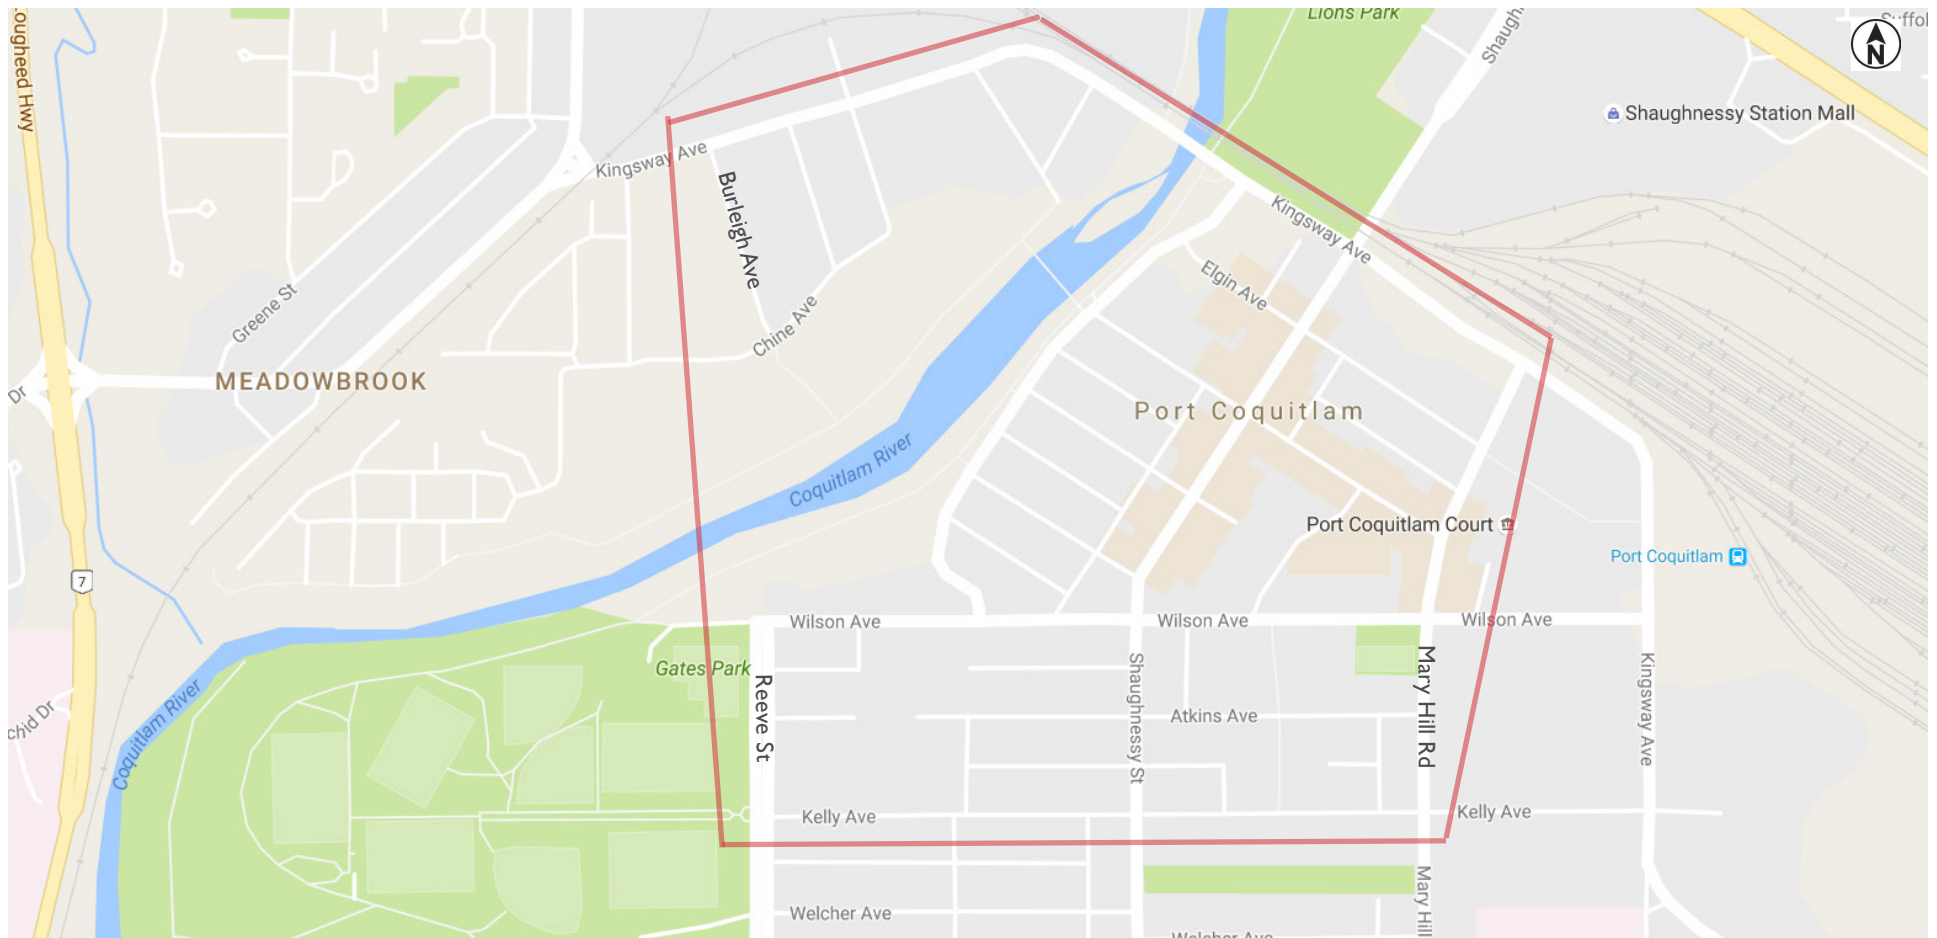 Lions Park
Shaughn
Suffol
N
ougheed Hwy
Shaughnessy Station Mall
Kingsway Ave
Burleigh Ave
Kingsway Ave
Elgin Ave
Greene St
Chine Ave
MEADOWBROOK
Dr
Port Coquitlam
Coquitlam River
Port Coquitlam Court
Port Coquitlam
7
Wilson Ave
Wilson Ave
Wilson Ave
Gates Park
Reeve St
Shaughnessy St
Mary Hill Rd
Kingsway Ave
Coquitlam River
chid Dr
Atkins Ave
Kelly Ave
Kelly Ave
Mary Hill
Welcher Ave
Welcher Ave